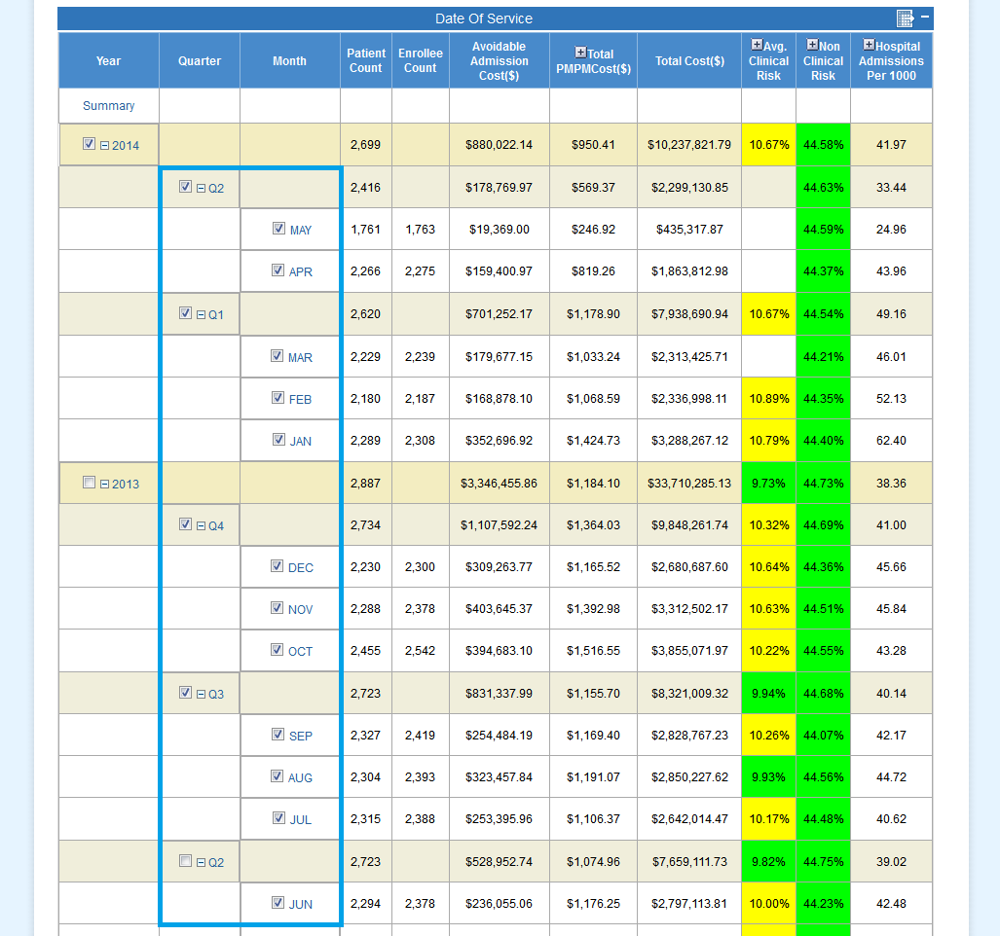 Date Of Service
Year Quarter Month Patient Count Enrollee Count Avoidable Admission Cost($) Total PMPMCost($) Total Cost($) Avg. Clinical Risk Non Clinical Risk Hospital Admissions Per 1000
Summary
2014 2,699 $880,022.14 $950.41 $10,237,821.79 10.67% 44.58% 41.97
Q2 2,416 $178,769.97 $569.37 $2,299,130.85 44.63% 33.44
MAY 1,761 1,763 $19,369.00 $246.92 $435,317.87 44.59% 24.96
APR 2,266 2,275 $159,400.97 $819.26 $1,863,812.98 44.37% 43.96
Q1 2,620 $701,252.17 $1,178.90 $7,938,690.94 10.67% 44.54% 49.16
MAR 2,229 2,239 $179,677.15 $1,033.24 $2,313,425.71 44.21% 46.01
FEB 2,180 2,187 $168,878.10 $1,068.59 $2,336,998.11 10.89% 44.35% 52.13
JAN 2,289 2,308 $352,696.92 $1,424.73 $3,288,267.12 10.79% 44.40% 62.40
2013 2,887 $3,346,455.86 $1,184.10 $33,710,285.13 9.73% 44.73% 38.36
Q4 2,734 $1,107,592.24 $1,364.03 $9,848,261.74 10.32% 44.69% 41.00
DEC 2,230 2,300 $309,263.77 $1,165.52 $2,680,687.60 10.64% 44.36% 45.66
NOV 2,288 2,378 $403,645.37 $1,392.98 $3,312,502.17 10.63% 44.51% 45.84
OCT 2,455 2,542 $394,683.10 $1,516.55 $3,855,071.97 10.22% 44.55% 43.28
Q3 2,723 $831,337.99 $1,155.70 $8,321,009.32 9.94% 44.68% 40.14
SEP 2,327 2,419 $254,484.19 $1,169.40 $2,828,767.23 10.26% 44.07% 42.17
AUG 2,304 2,393 $323,457.84 $1,191.07 $2,850,227.62 9.93% 44.56% 44.72
JUL 2,315 2,388 $253,395.96 $1,106.37 $2,642,014.47 10.17% 44.48% 40.62
Q2 2,723 $528,952.74 $1,074.96 $7,659,111.73 9.82% 44.75% 39.02
JUN 2,294 2,378 $236,055.06 $1,176.25 $2,797,113.81 10.00% 44.23% 42.48